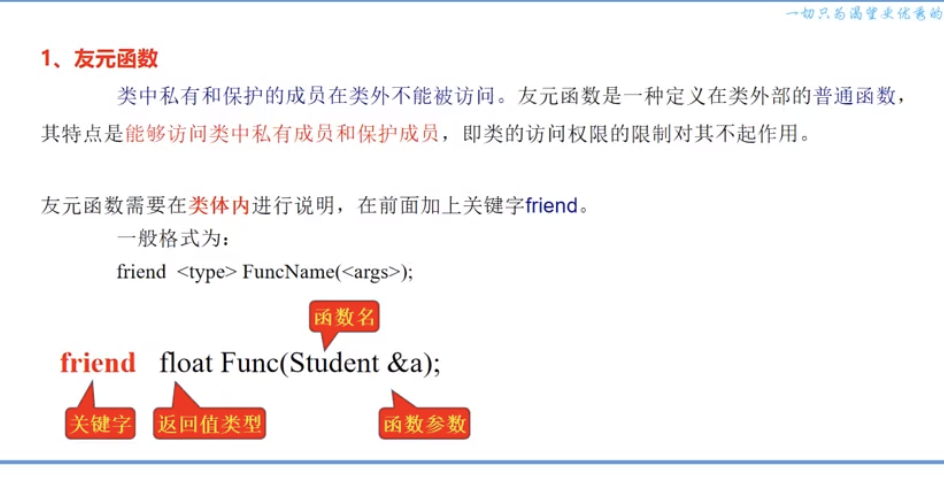 一切只为渴望更优秀的
1、友元函数
类中私有和保护的成员在类外不能被访问。友元函数是一种定义在类外部的普通函数，
其特点是能够访问类中私有成员和保护成员，即类的访问权限的限制对其不起作用。
友元函数需要在类体内进行说明，在前面加上关键字friend。
一般格式为：
friend <type> FuncName(<args>);
函数名
friend float Func(Student &a);
关键字 返回值类型 函数参数